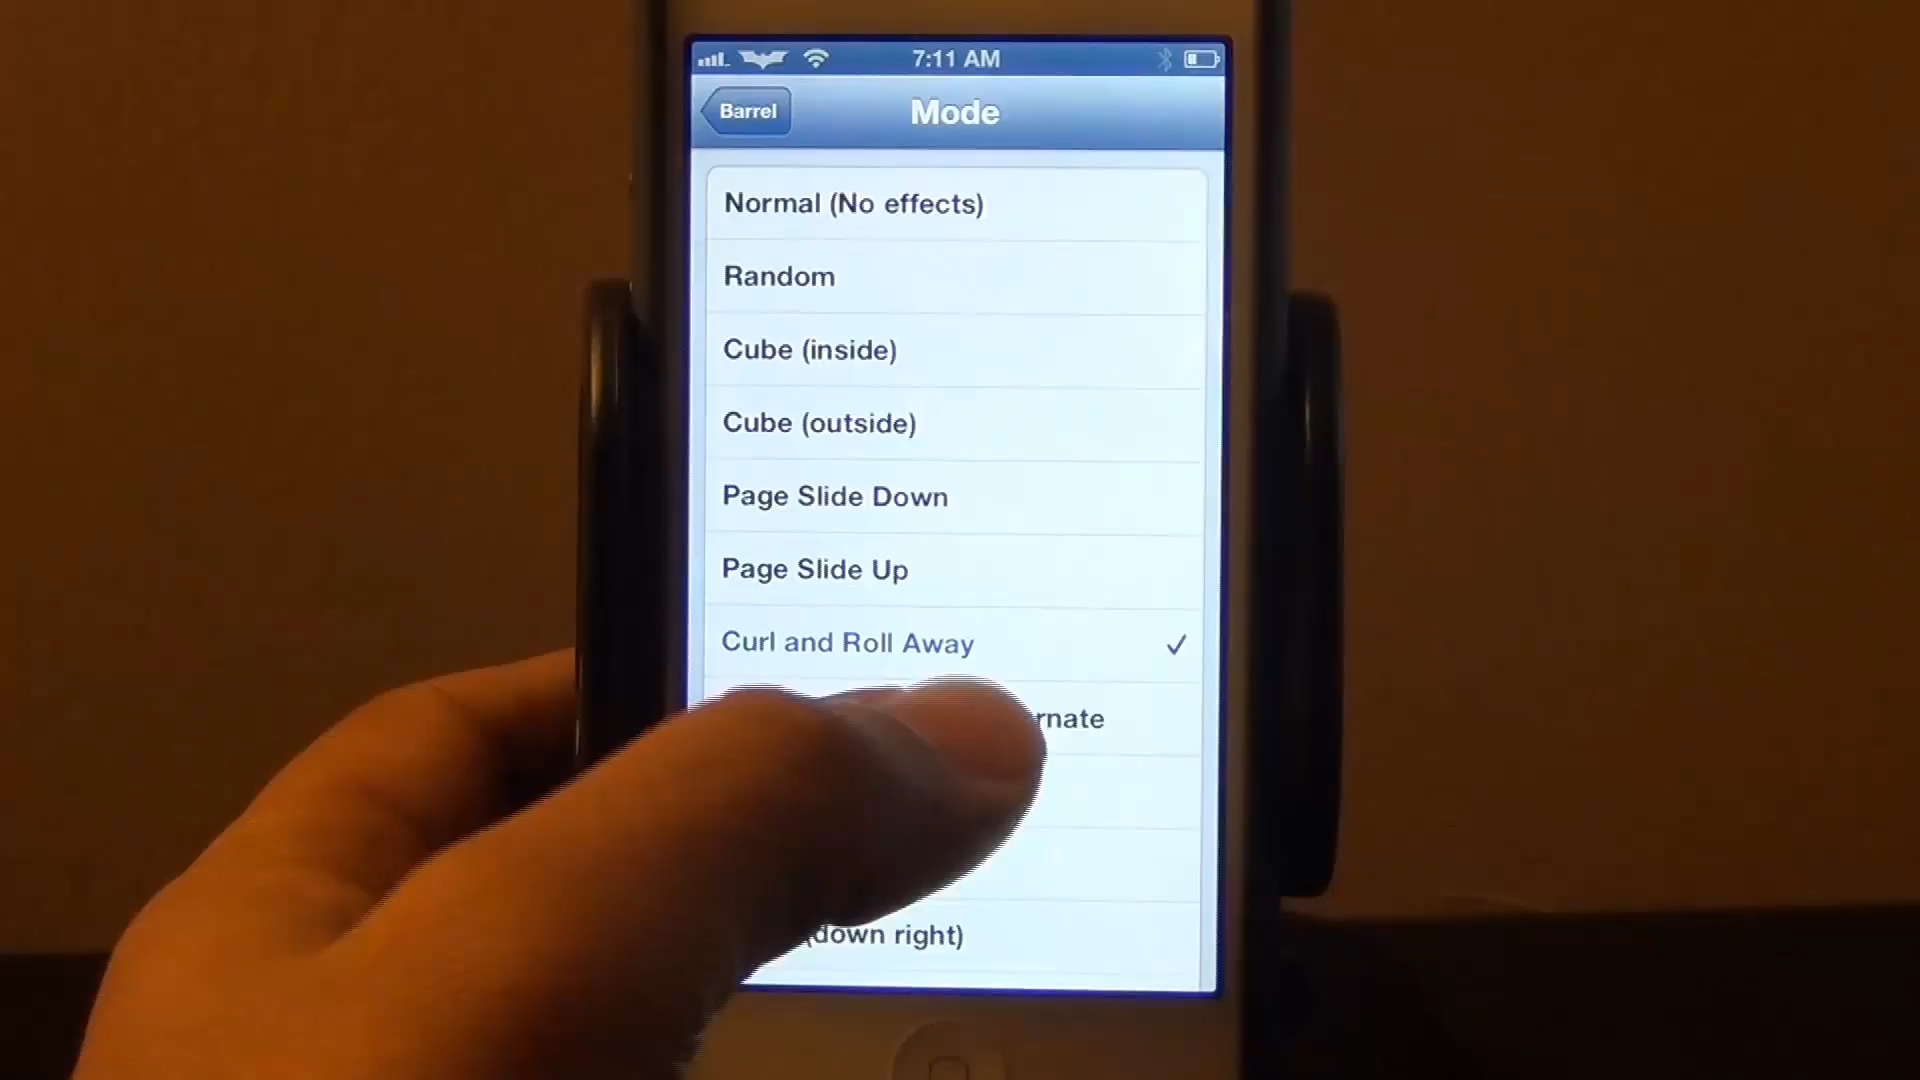 7:11 AM
Barrel
Mode
Normal (No effects)
Random
Cube (inside)
Cube (outside)
Page Slide Down
Page Slide Up
Curl and Roll Away
(down right)